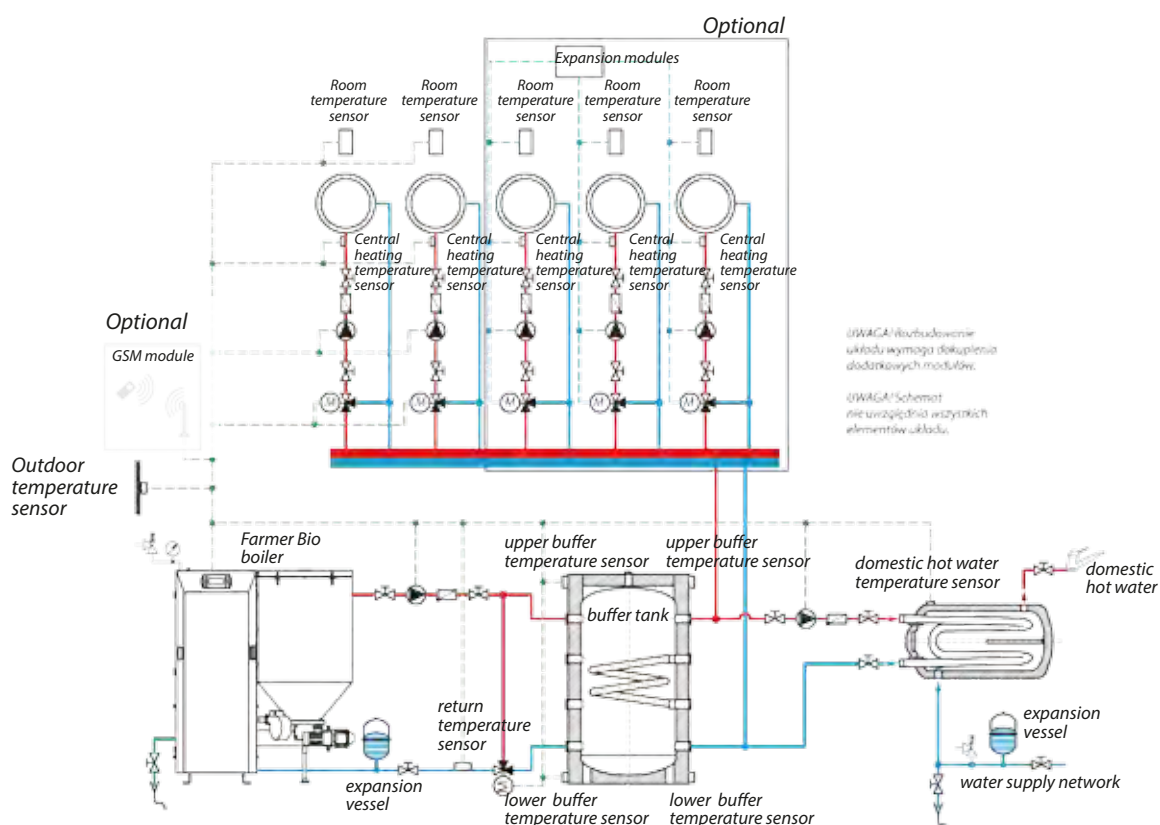 Optional
Expansion modules
Room
temperature
sensor
Room
temperature
sensor
Room
temperature
sensor
Room
temperature
sensor
Room
temperature
sensor
Central
heating
temperature
sensor
Central
heating
temperature
sensor
Central
heating
temperature
sensor
Central
heating
temperature
sensor
Central
heating
temperature
sensor
Optional
GSM module
UWAGA! Rozbudowanie
układu wymaga dokupienia
dodatkowych modułów.
UWAGA! Schemat
nie uwzględnia wszystkich
elementów układu.
M
M
M
M
M
Outdoor
temperature
sensor
Farmer Bio
boiler
upper buffer
temperature sensor
upper buffer
temperature sensor
domestic hot water
temperature sensor
domestic
hot water
buffer tank
return
temperature
sensor
expansion
vessel
expansion
vessel
water supply network
M
lower buffer
temperature sensor
lower buffer
temperature sensor